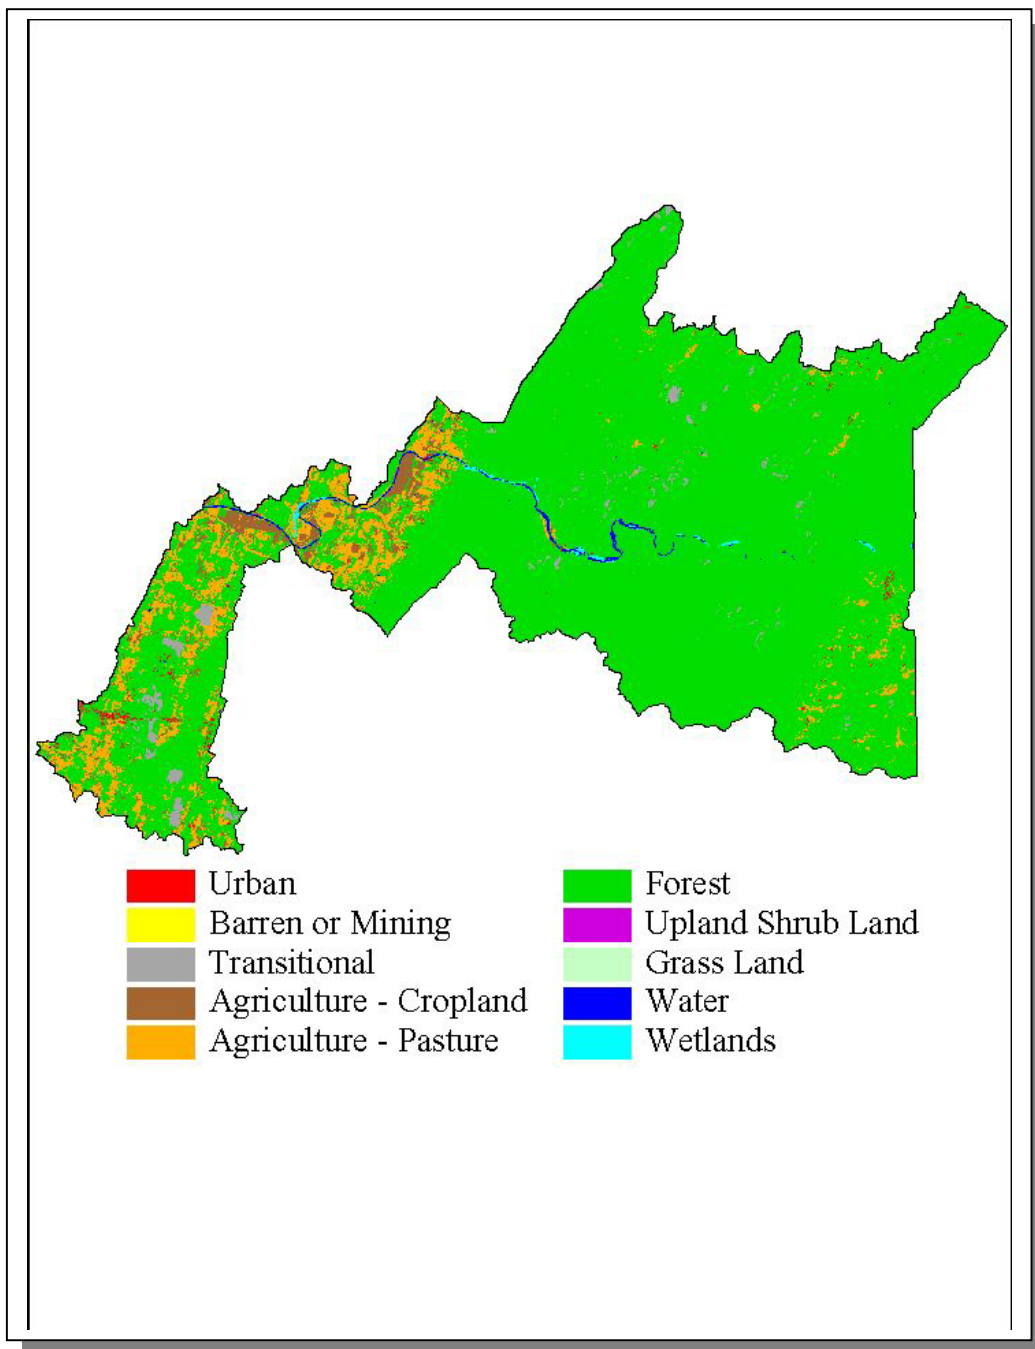 Urban
Barren or Mining
Transitional
Agriculture - Cropland
Agriculture - Pasture
Forest
Upland Shrub Land
Grass Land
Water
Wetlands